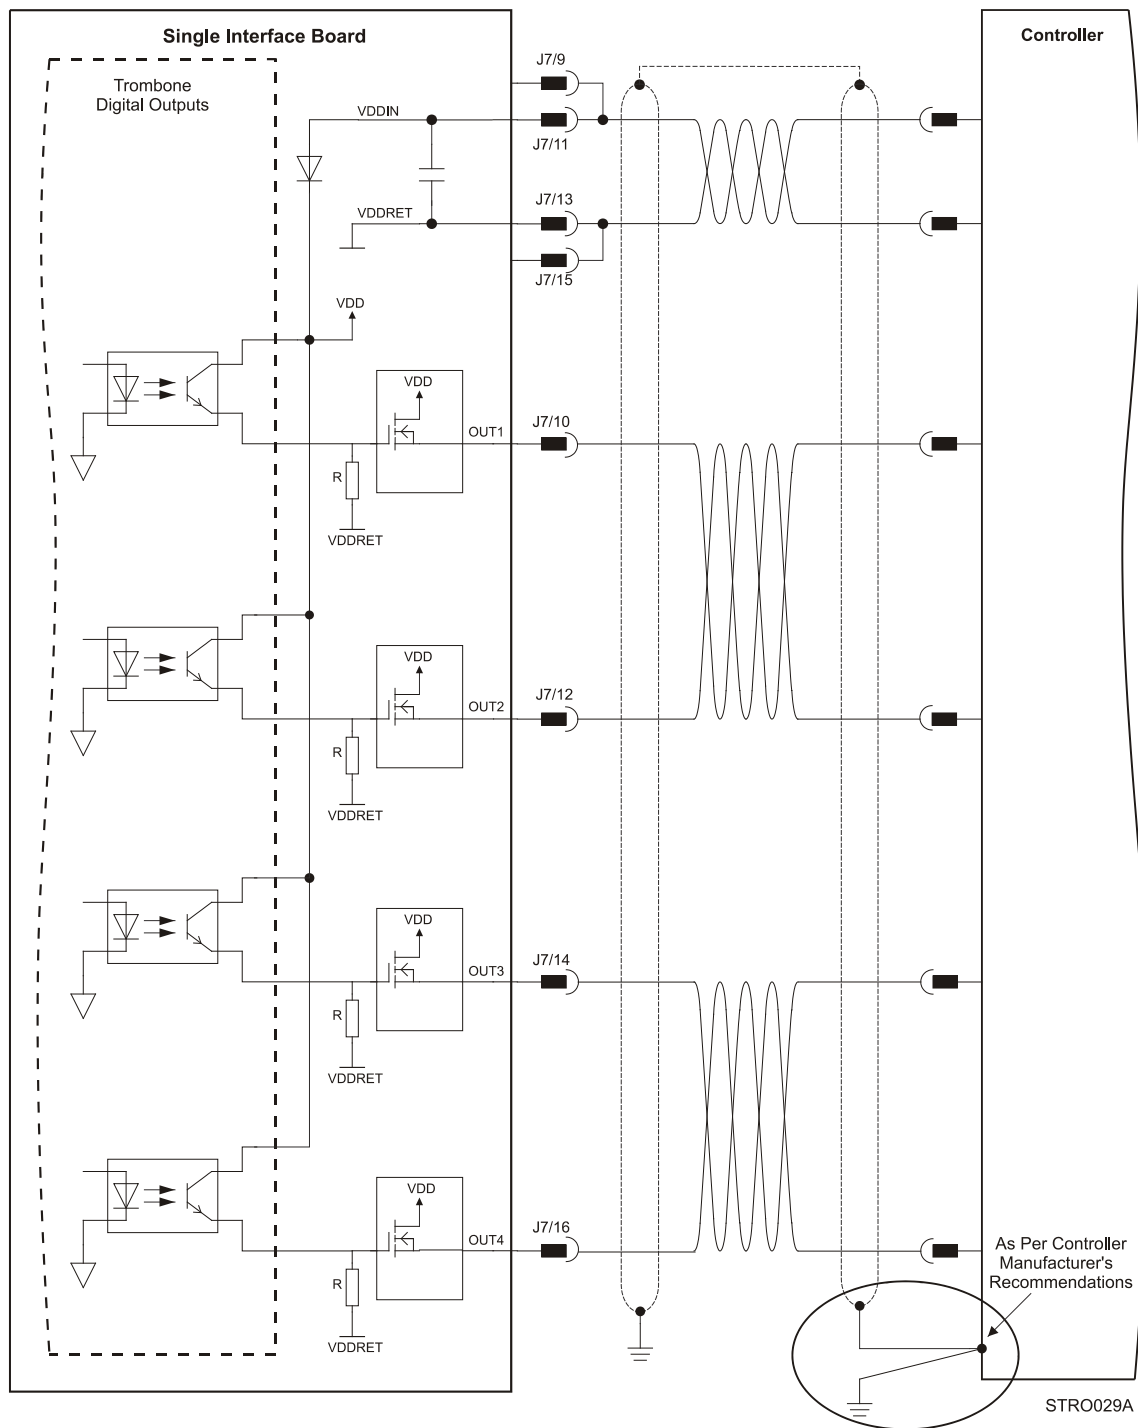 Single Interface Board
Controller
Trombone
Digital Outputs
J7/9
VDDIN
J7/11
J7/13
VDDRET
J7/15
VDD
VDD
OUT1
J7/10
R
VDDRET
VDD
OUT2
J7/12
R
VDDRET
VDD
OUT3
J7/14
R
VDDRET
VDD
OUT4
J7/16
R
VDDRET
As Per Controller
Manufacturer's
Recommendations
STRO029A